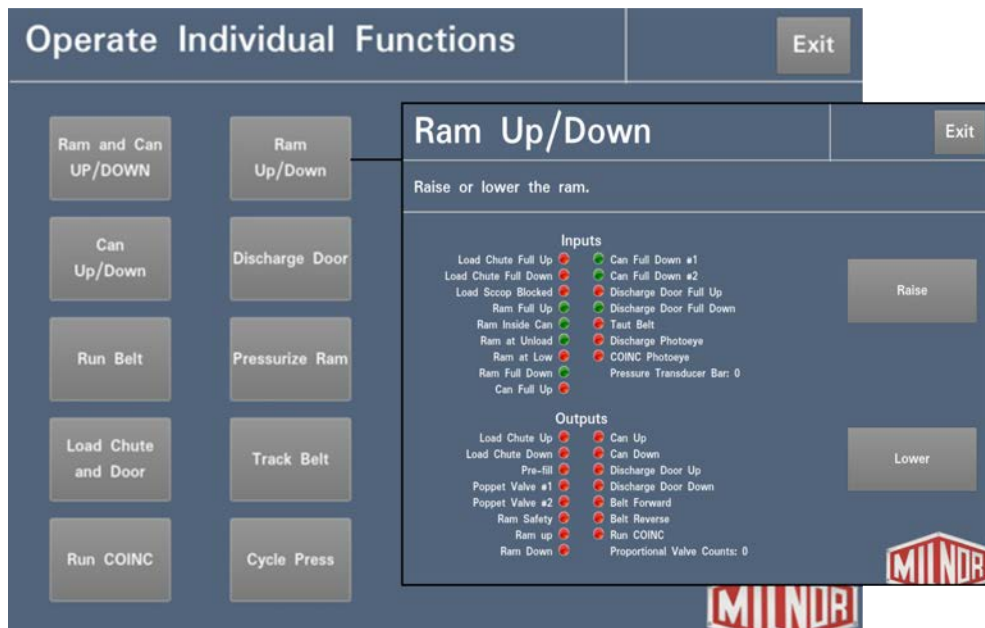 Operate Individual Functions
Exit
Ram and Can
UP/DOWN
Ram
Up/Down
Can
Up/Down
Discharge Door
Run Belt
Pressurize Ram
Load Chute
and Door
Track Belt
Run COINC
Cycle Press
MILNOR
Ram Up/Down
Exit
Raise or lower the ram.
Inputs
Load Chute Full Up
Load Chute Full Down
Load Sccop Blocked
Ram Full Up
Ram Inside Can
Ram at Unload
Ram at Low
Ram Full Down
Can Full Up
Can Full Down #1
Can Full Down #2
Discharge Door Full Up
Discharge Door Full Down
Taut Belt
Discharge Photoeye
COINC Photoeye
Pressure Transducer Bar: 0
Raise
Outputs
Load Chute Up
Load Chute Down
Pre-fill
Poppet Valve #1
Poppet Valve #2
Ram Safety
Ram up
Ram Down
Can Up
Can Down
Discharge Door Up
Discharge Door Down
Belt Forward
Belt Reverse
Run COINC
Proportional Valve Counts: 0
Lower
MILNOR